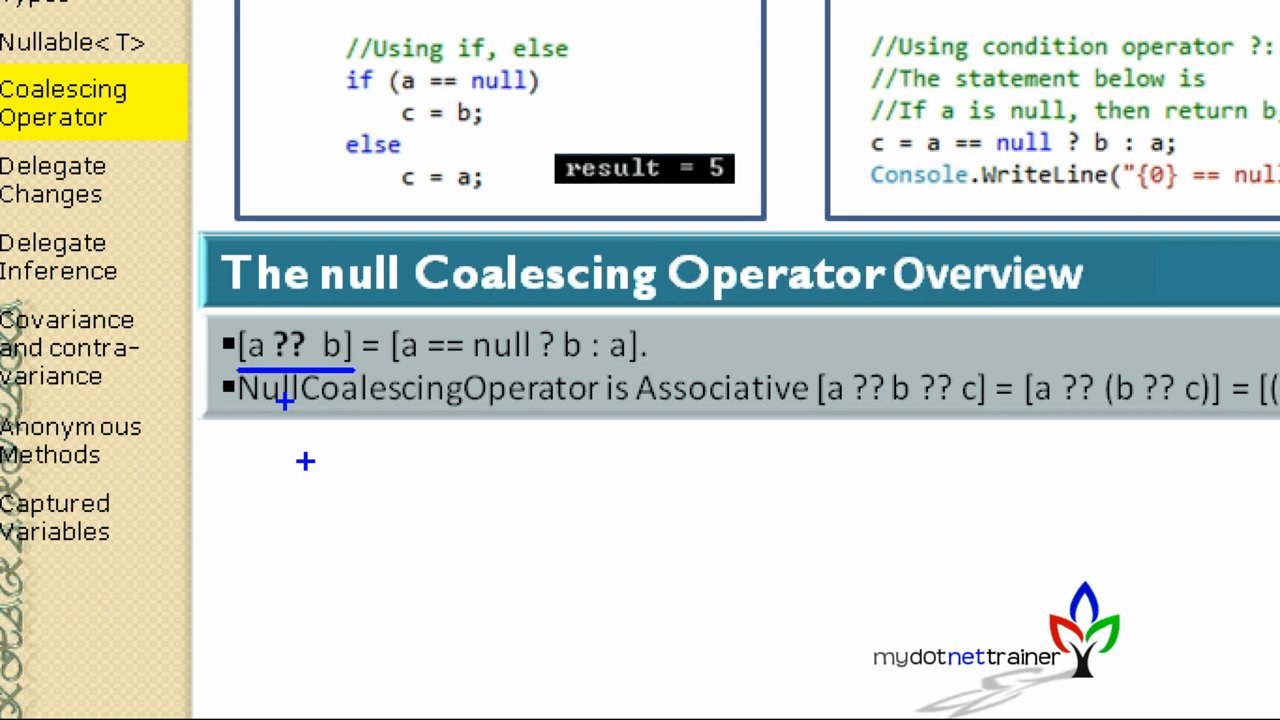 Types
Nullable< T>
Coalescing
Operator
Delegate
Changes
Delegate
Inference
Covariance
and contra-
variance
Anonymous
Methods
Captured
Variables
//Using if, else
if (a == null)
c = b;
else
c = a;
result = 5
//Using condition operator ?:
//The statement below is
//If a is null, then return b,
c = a == null ? b : a;
Console.WriteLine("{0} == nul
The null Coalescing Operator Overview
▪[a ?? b] = [a == null ? b : a].
▪NullCoalescingOperator is Associative [a ?? b ?? c] = [a ?? (b ?? c)] = [(
mydotnettrainer